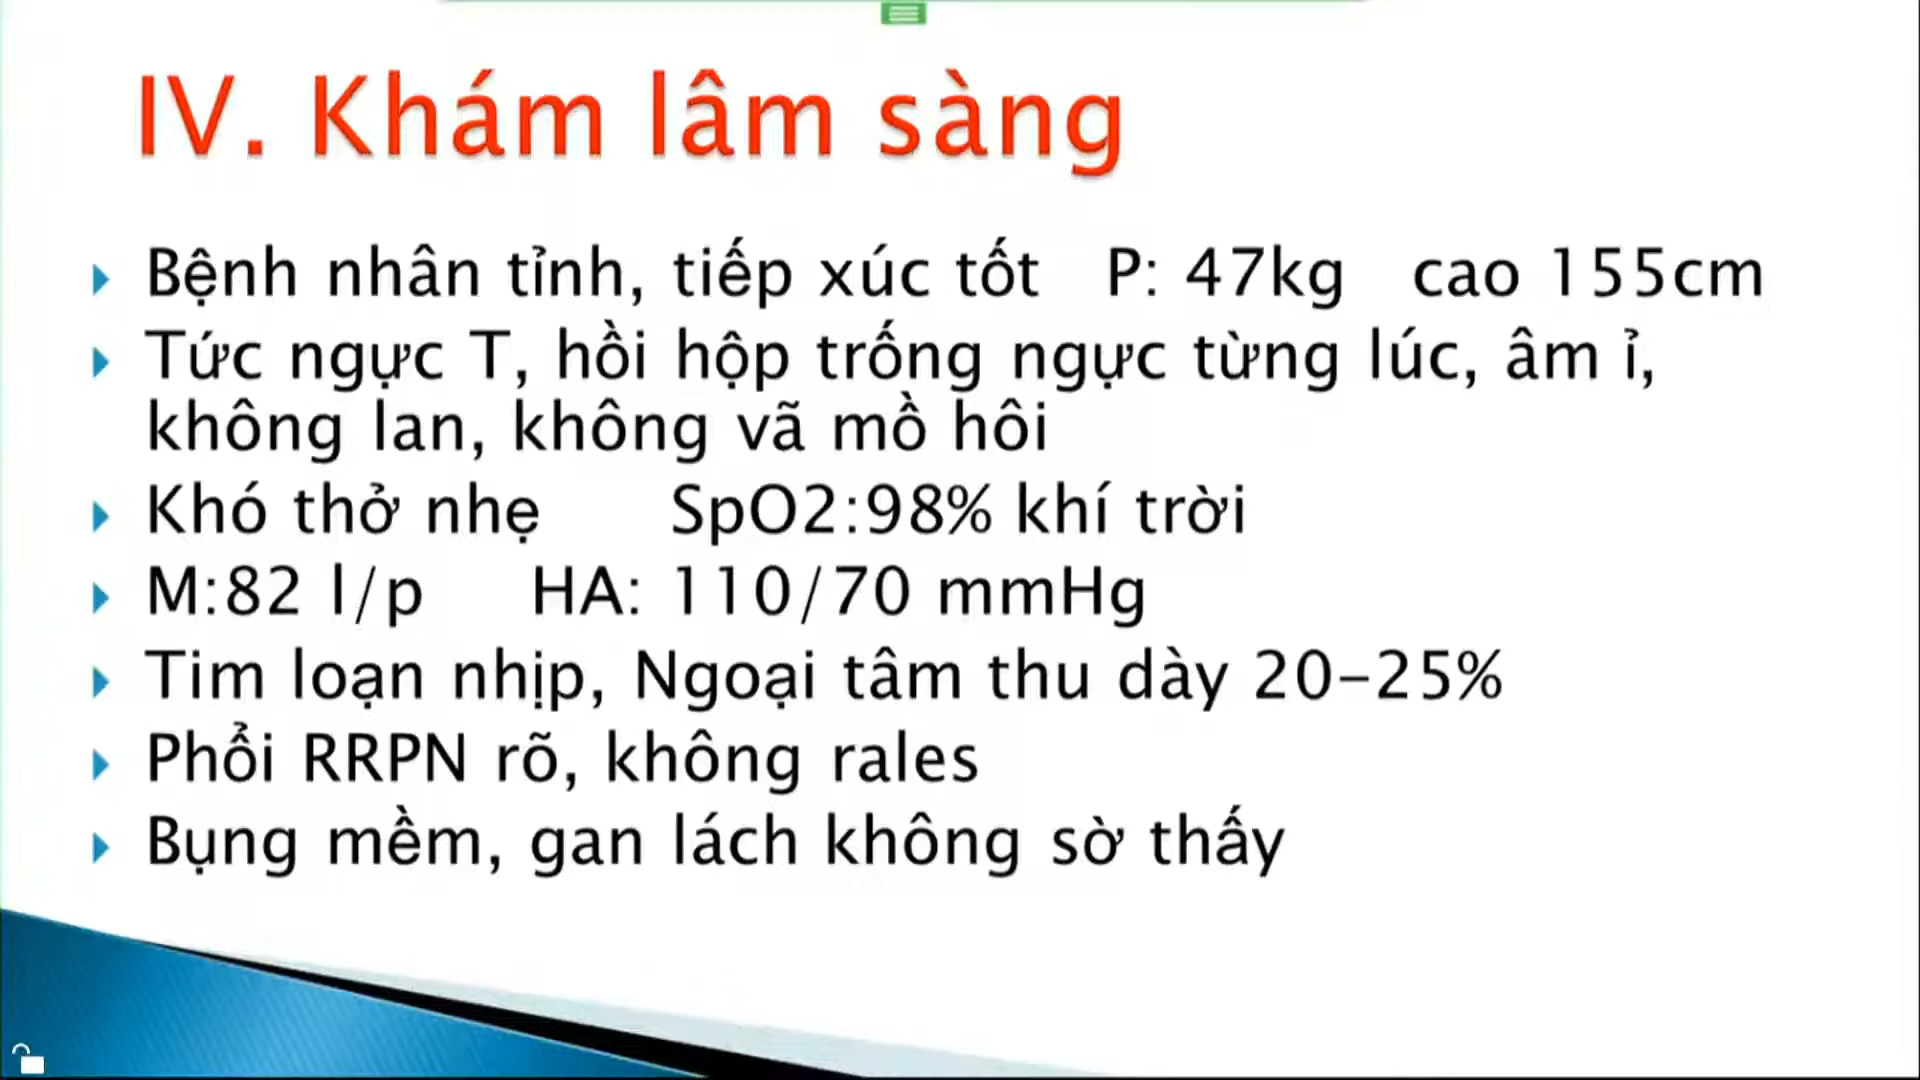 IV. Khám lâm sàng
Bệnh nhân tỉnh, tiếp xúc tốt P: 47kg cao 155cm
Tức ngực T, hồi hộp trống ngực từng lúc, âm ỉ,
không lan, không vã mồ hôi
Khó thở nhẹ SpO2:98% khí trời
M:82 l/p HA: 110/70 mmHg
Tim loạn nhịp, Ngoại tâm thu dày 20-25%
Phổi RRPN rõ, không rales
Bụng mềm, gan lách không sờ thấy